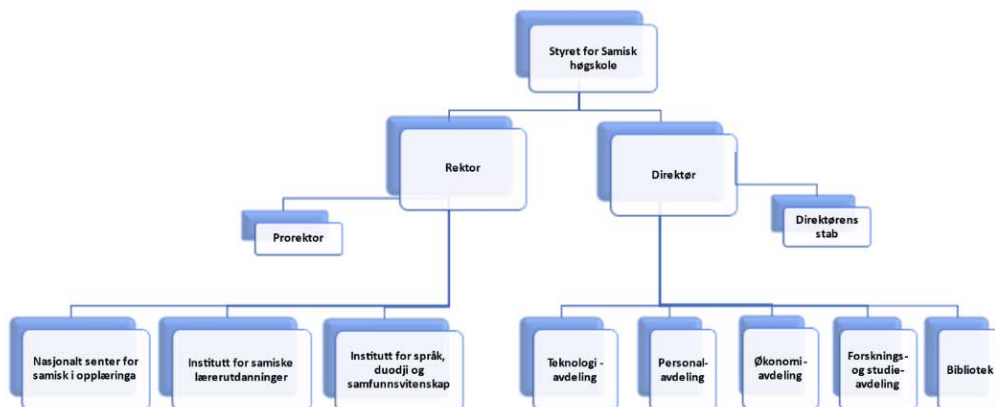 Styret for Samisk
høgskole
Rektor
Direktør
Prorektor
Direktørens
stab
Nasjonalt senter for
samisk i opplæringa
Institutt for samiske
lærerutdanninger
Institutt for språk,
duodji og
samfunnsvitenskap
Teknologi -
avdeling
Personal-
avdeling
Økonomi-
avdeling
Forsknings-
og studie-
avdeling
Bibliotek